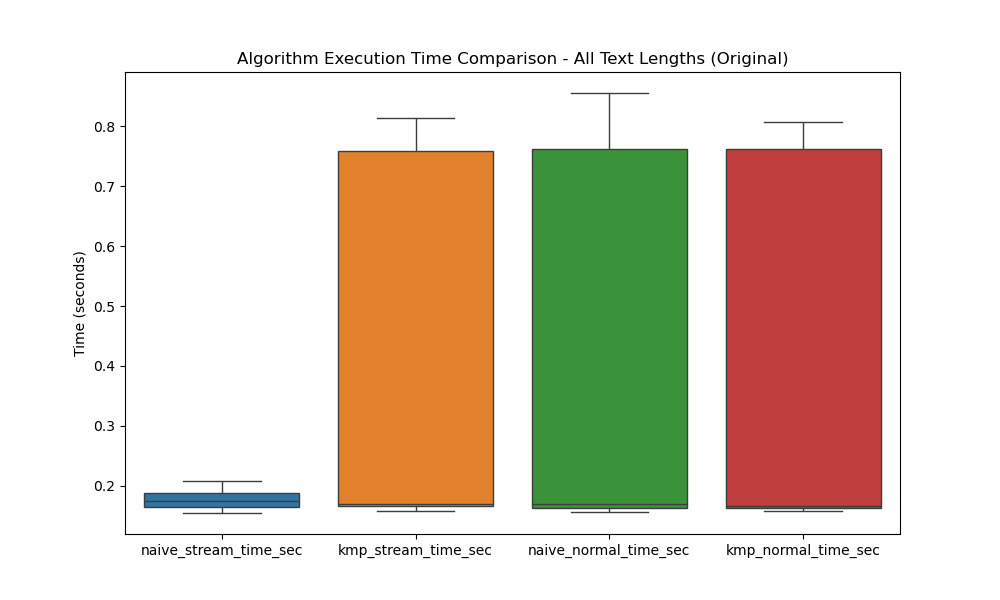 Algorithm Execution Time Comparison - All Text Lengths (Original)
Time (seconds)
0.8
0.7
0.6
0.5
0.4
0.3
0.2
naive_stream_time_sec
kmp_stream_time_sec
naive_normal_time_sec
kmp_normal_time_sec